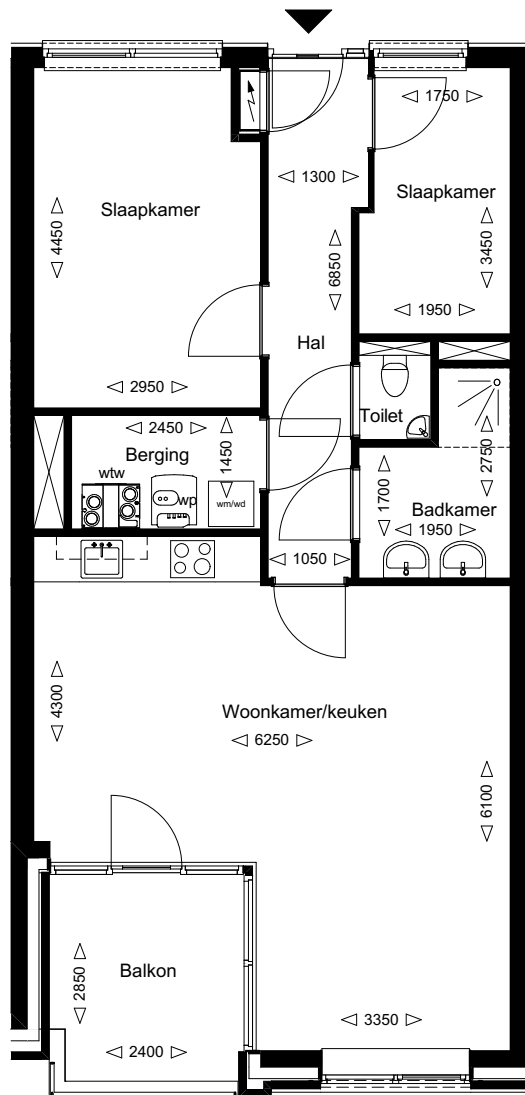 1750
1300
Slaapkamer
Slaapkamer
4450
3450
6850
1950
Hal
2950
Toilet
2450
1450
Berging
wtw
wp
wm/wd
2750
1700
Badkamer
1950
1050
4300
Woonkamer/keuken
6250
6100
Balkon
2850
3350
2400